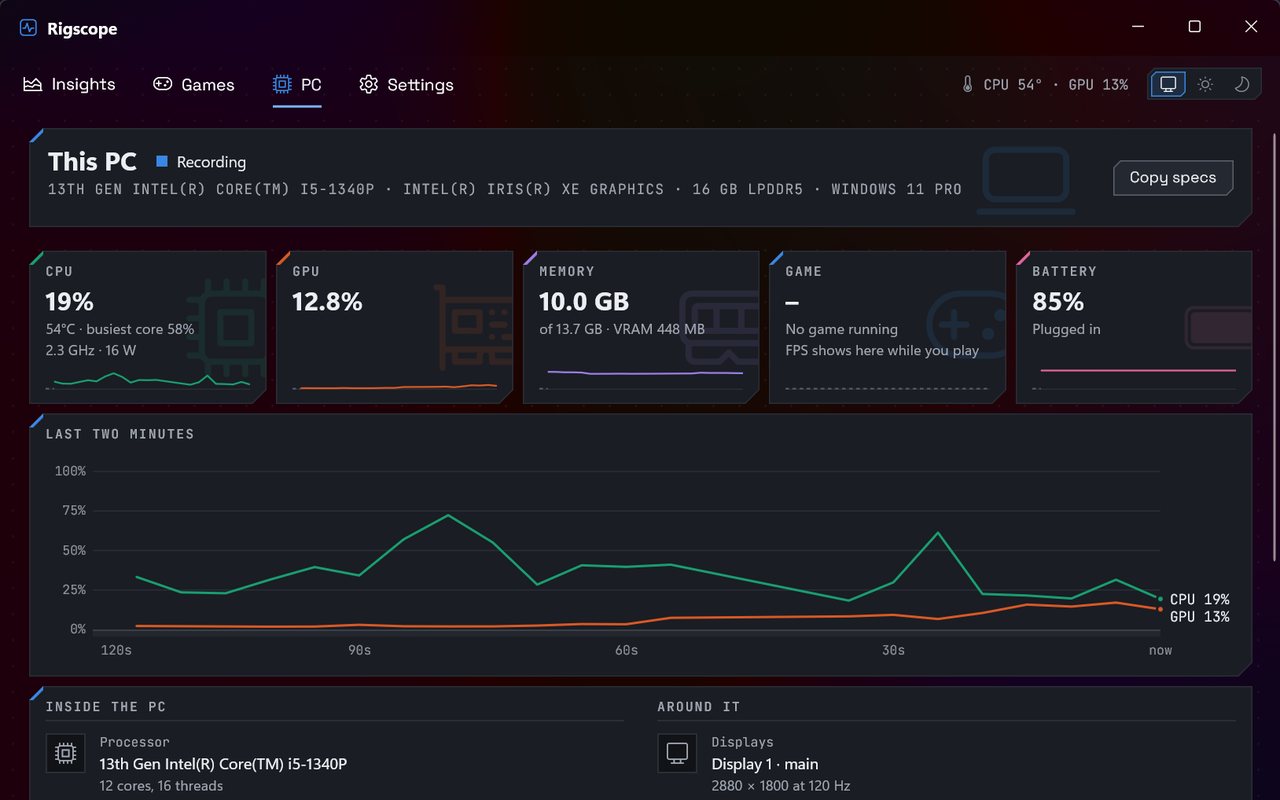 Rigscope
Insights
Games
PC
Settings
CPU 54° · GPU 13%
This PC
Recording
13TH GEN INTEL(R) CORE(TM) I5-1340P · INTEL(R) IRIS(R) XE GRAPHICS · 16 GB LPDDR5 · WINDOWS 11 PRO
Copy specs
CPU
19%
54°C · busiest core 58%
2.3 GHz · 16 W
GPU
12.8%
MEMORY
10.0 GB
of 13.7 GB · VRAM 448 MB
GAME
–
No game running
FPS shows here while you play
BATTERY
85%
Plugged in
LAST TWO MINUTES
100%
75%
50%
25%
0%
CPU 19%
GPU 13%
120s
90s
60s
30s
now
INSIDE THE PC
Processor
13th Gen Intel(R) Core(TM) i5-1340P
12 cores, 16 threads
AROUND IT
Displays
Display 1 · main
2880 × 1800 at 120 Hz